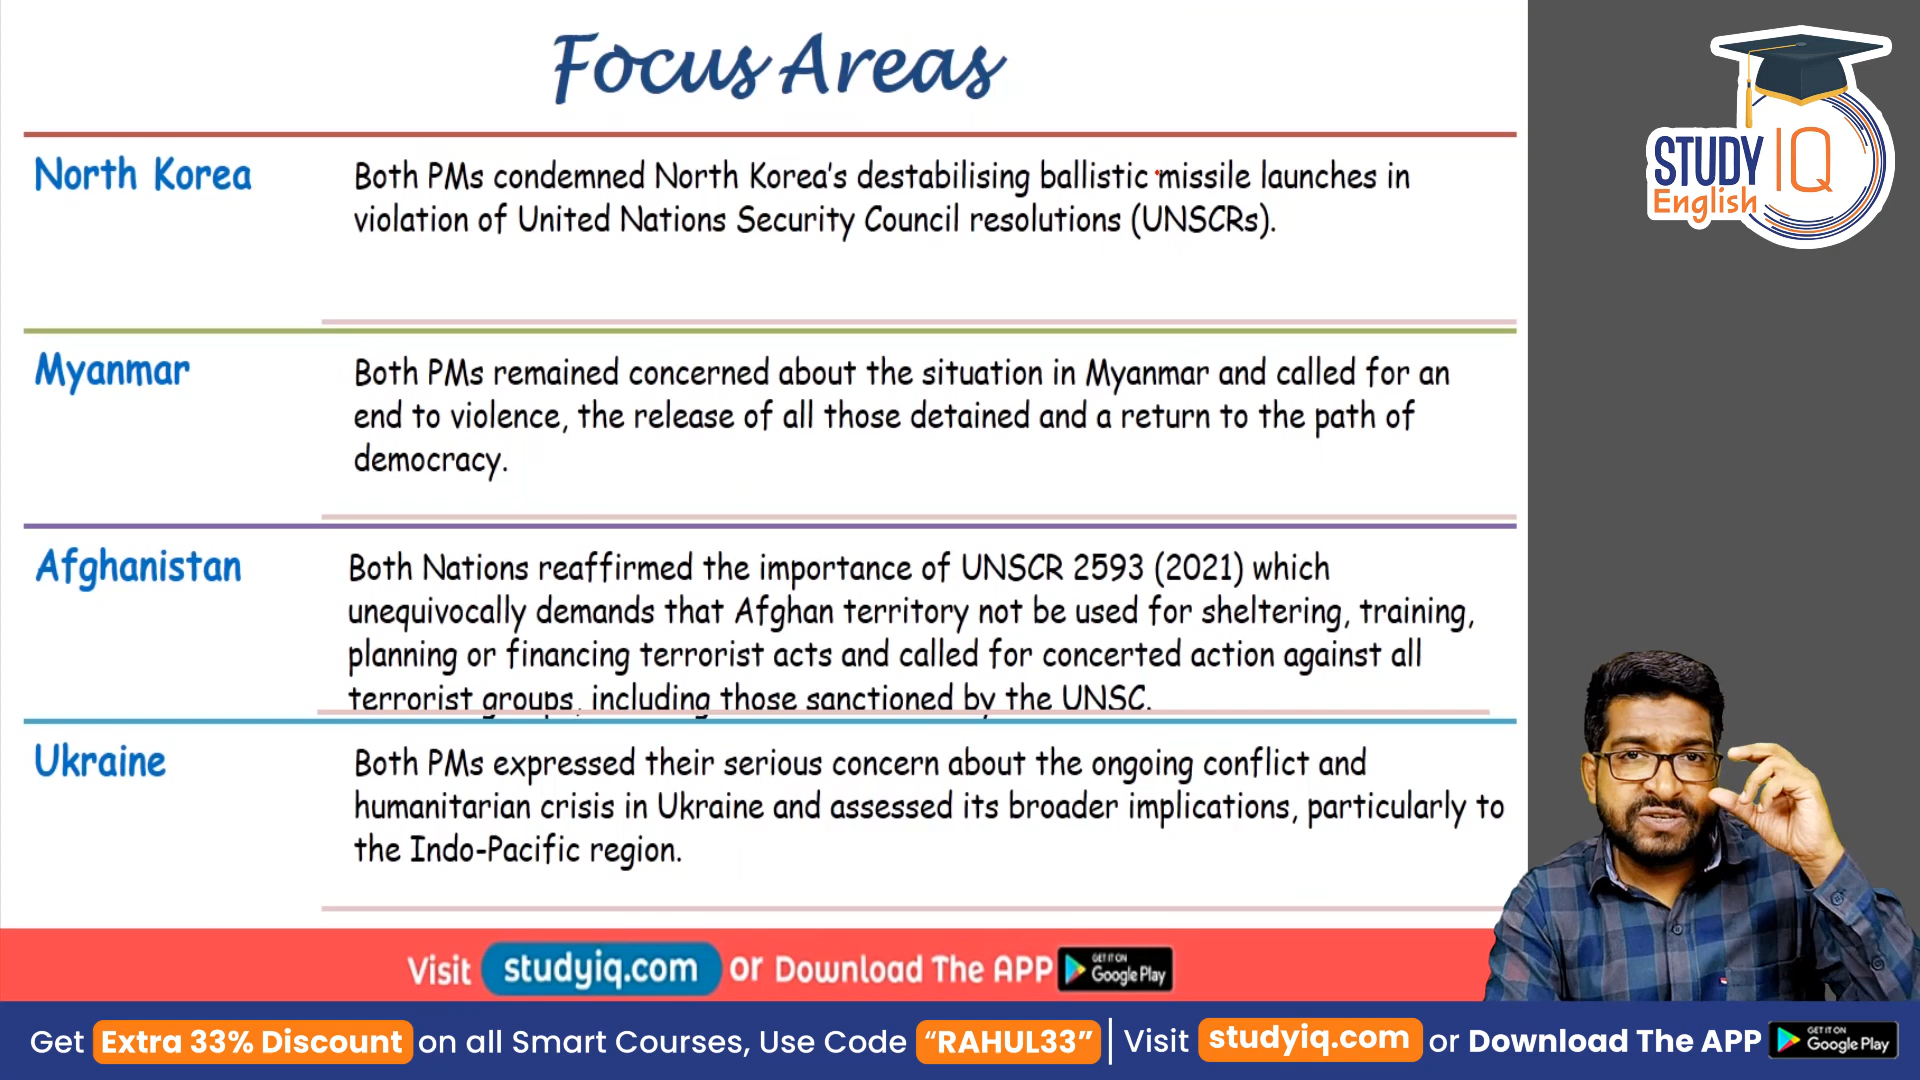 Focus Areas
North Korea
Both PMs condemned North Korea's destabilising ballistic missile launches in
violation of United Nations Security Council resolutions (UNSCRs).
Myanmar
Both PMs remained concerned about the situation in Myanmar and called for an
end to violence, the release of all those detained and a return to the path of
democracy.
Afghanistan
Both Nations reaffirmed the importance of UNSCR 2593 (2021) which
unequivocally demands that Afghan territory not be used for sheltering, training,
planning or financing terrorist acts and called for concerted action against all
terrorist groups, including those sanctioned by the UNSC.
Ukraine
Both PMs expressed their serious concern about the ongoing conflict and
humanitarian crisis in Ukraine and assessed its broader implications, particularly to
the Indo-Pacific region.
STUDY IQ
English
Visit studyiq.com or Download The APP GET IT ON Google Play
Get Extra 33% Discount on all Smart Courses, Use Code “RAHUL33” | Visit studyiq.com or Download The APP GET IT ON Google Play